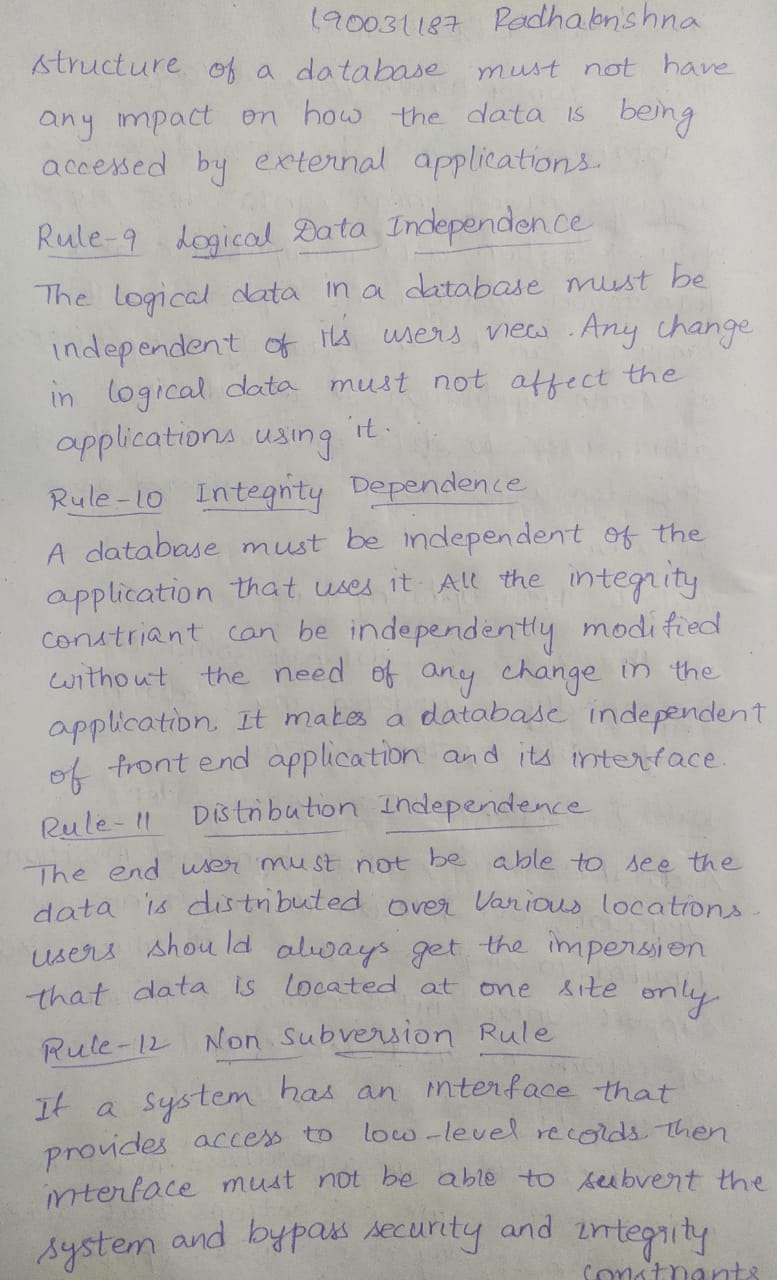 190031187 Radhakrishna
structure of a database must not have
any impact on how the data is being
accessed by external applications.
Rule-9 Logical Data Independence
The logical data in a database must be
independent of it's users view. Any change
in logical data must not affect the
applications using it.
Rule-10 Integrity Dependence
A database must be independent of the
application that uses it. All the integrity
constriant can be independently modified
without the need of any change in the
application. It makes a database independent
of front end application and its interface.
Rule-11 Distribution Independence
The end user must not be able to see the
data is distributed over Various locations.
users should always get the impersion
that data is located at one site only
Rule-12 Non Subversion Rule
If a system has an interface that
provides access to low-level records. Then
interface must not be able to subvert the
system and bypass security and integrity
constriants